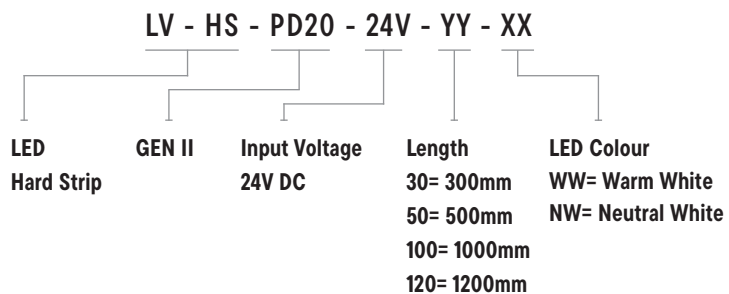 LV - HS - PD20 - 24V - YY - XX
LED
Hard Strip
GEN II
Input Voltage
24V DC
Length
30= 300mm
50= 500mm
100= 1000mm
120= 1200mm
LED Colour
WW= Warm White
NW= Neutral White